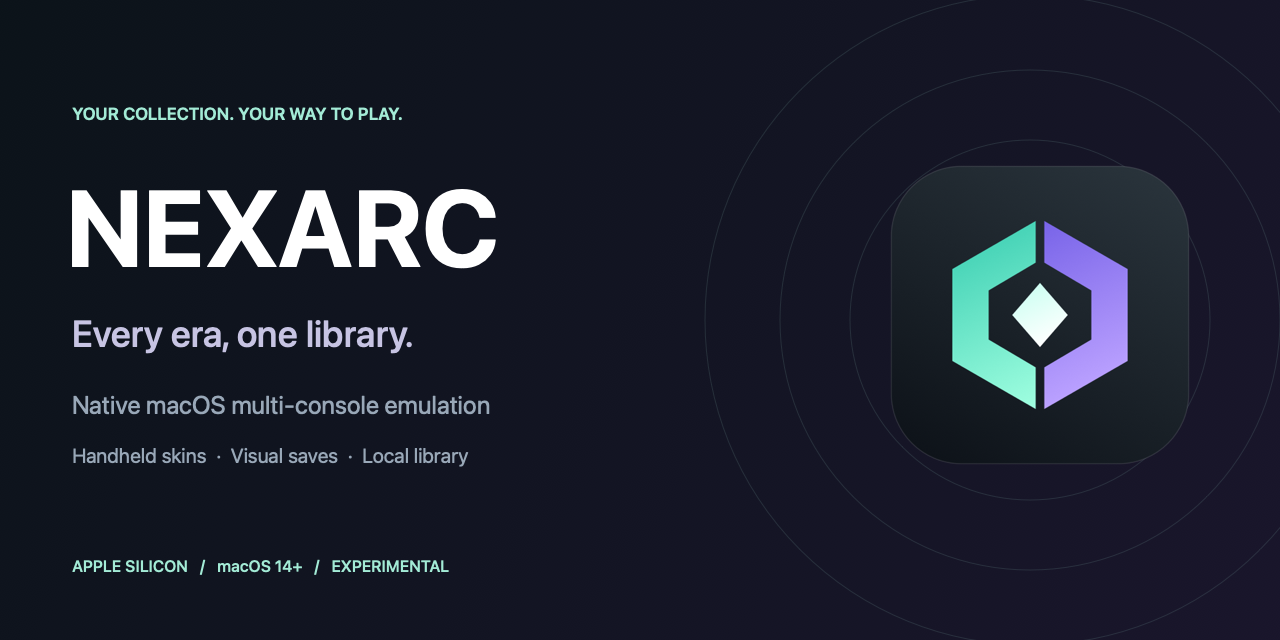 YOUR COLLECTION. YOUR WAY TO PLAY.
NEXARC
Every era, one library.
Native macOS multi-console emulation
Handheld skins · Visual saves · Local library
APPLE SILICON / macOS 14+ / EXPERIMENTAL